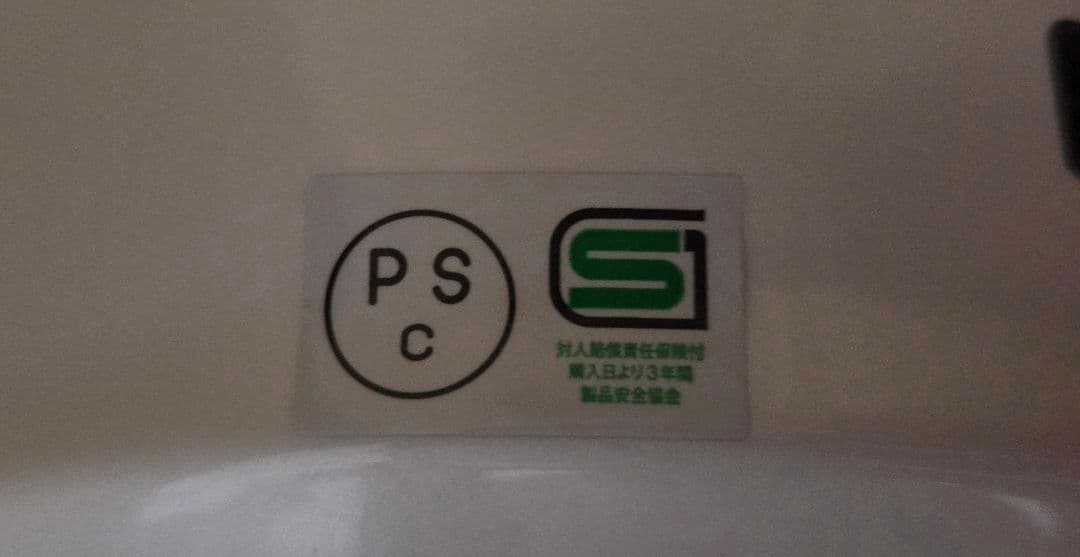 PS
C
SG
対人賠償責任保険付
購入日より3年間
製品安全協会